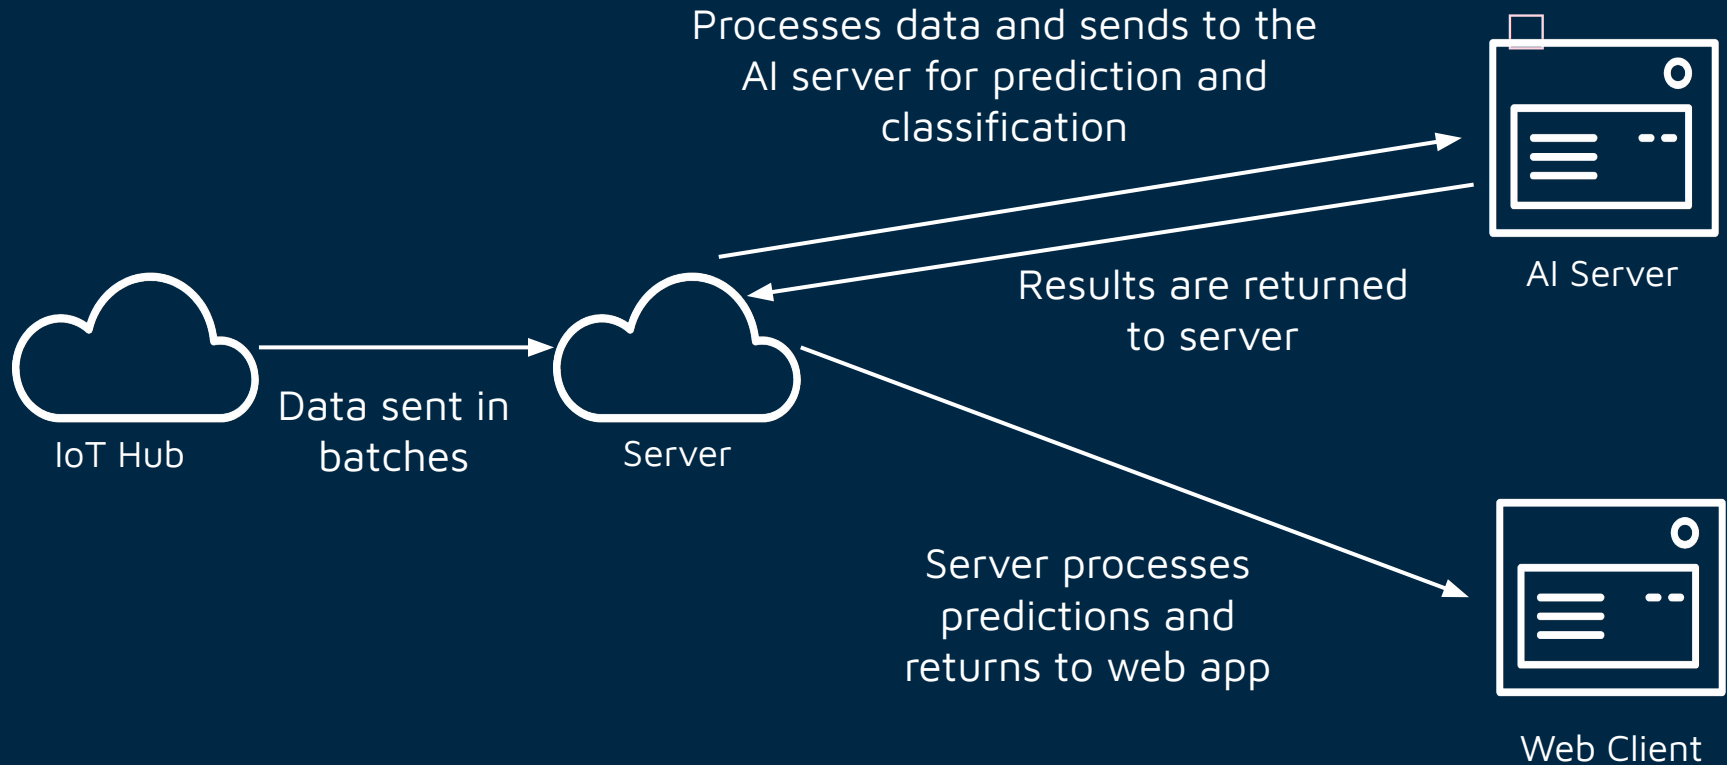 Processes data and sends to the
AI server for prediction and
classification
AI Server
Results are returned
to server
Data sent in
batches
IoT Hub
Server
Server processes
predictions and
returns to web app
Web Client